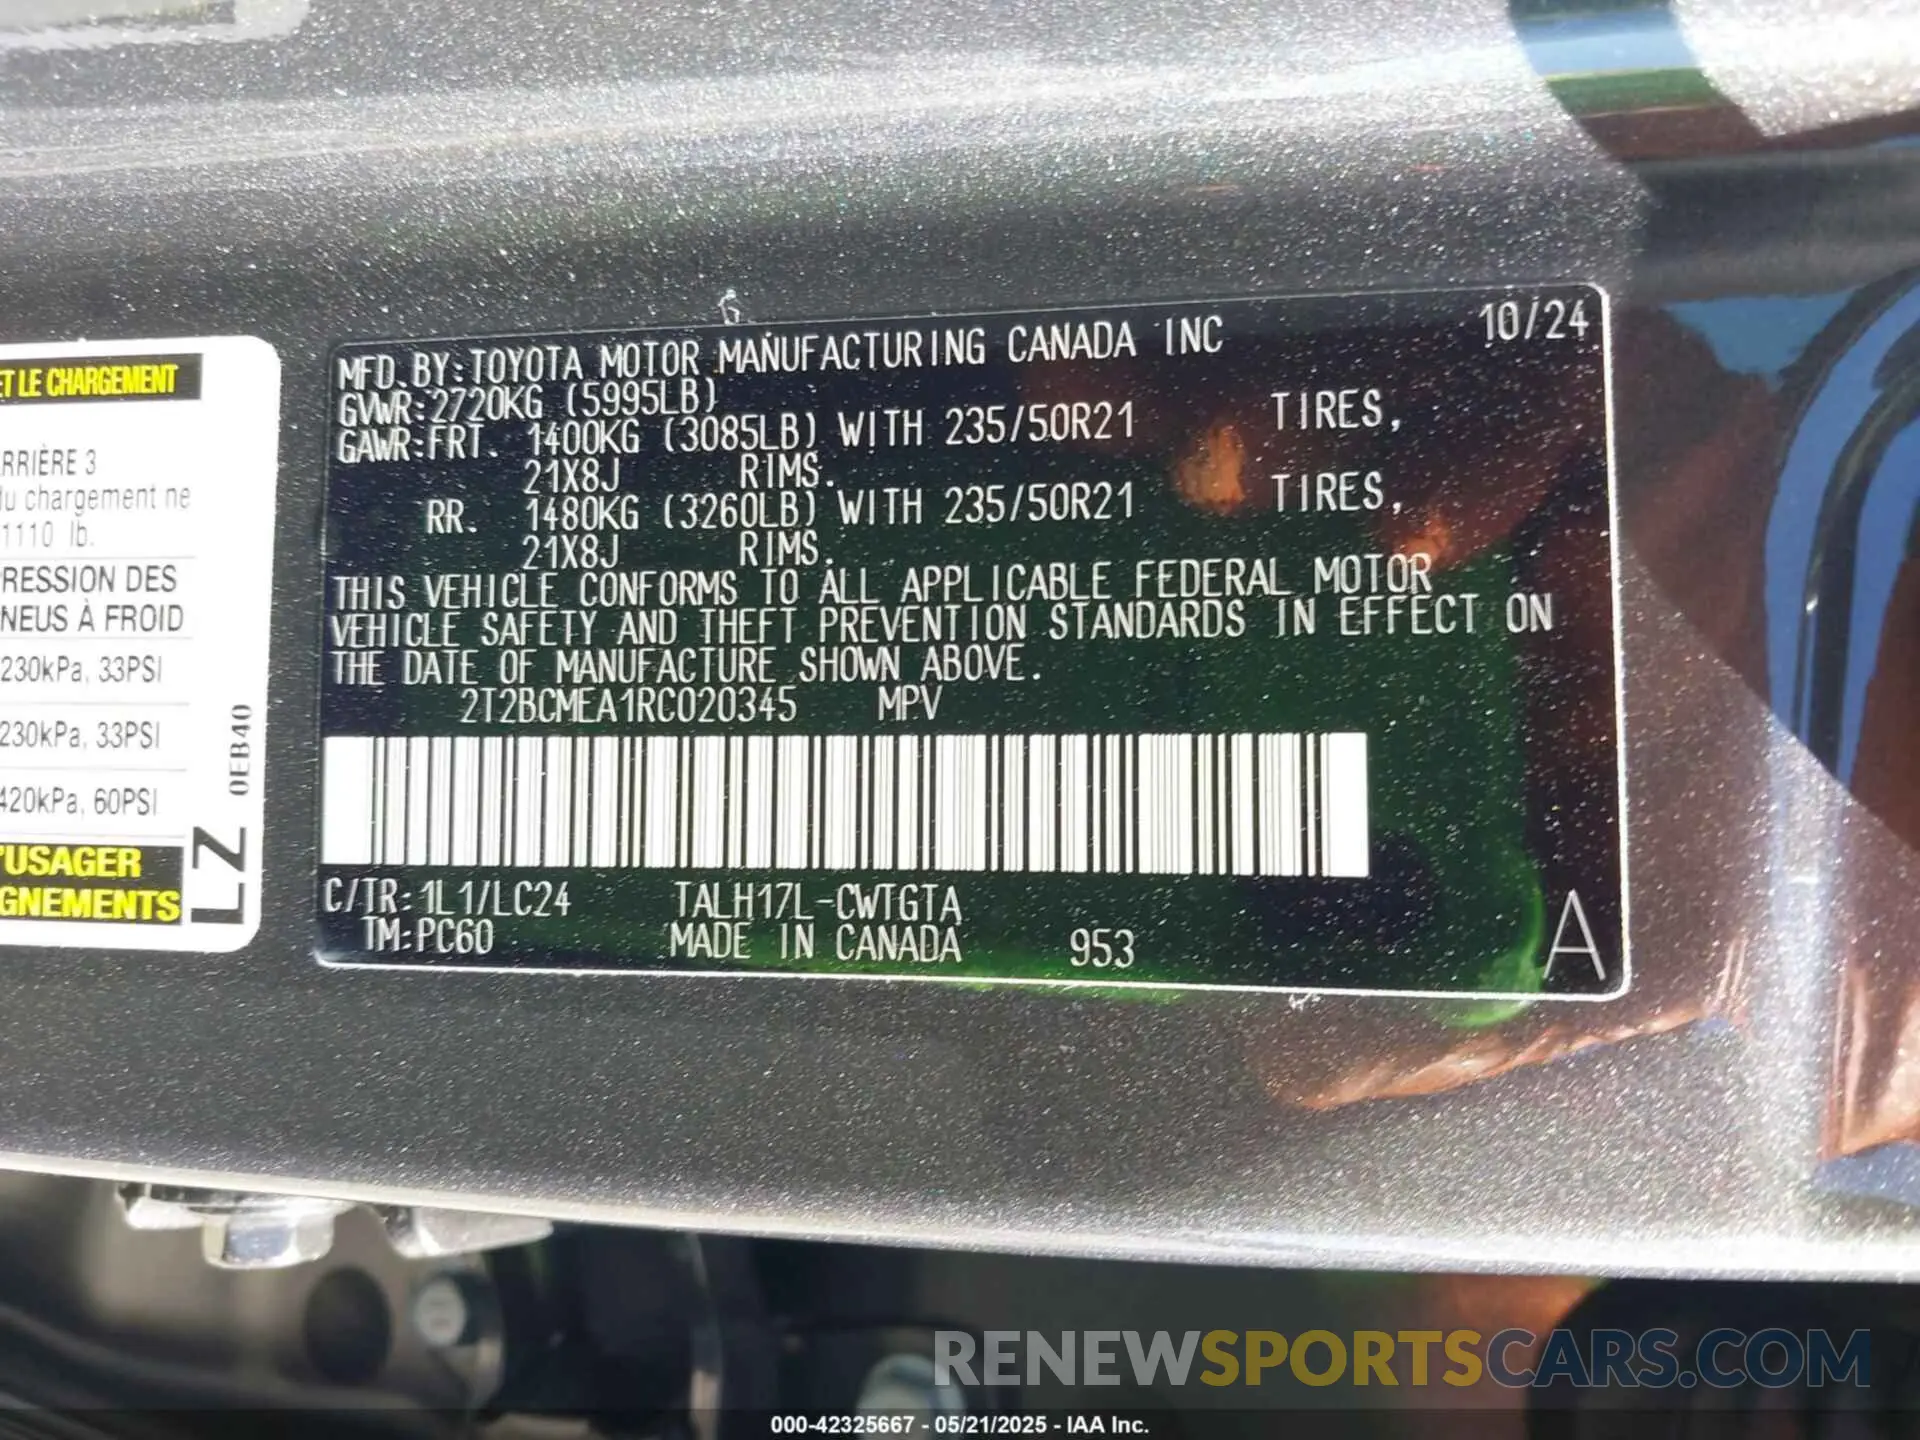 MFD. BY: TOYOTA MOTOR MANUFACTURING CANADA INC 10/24
GVWR: 2720KG (5995LB)
GAWR: FRT. 1400KG (3085LB) WITH 235/50R21 TIRES,
21X8J RIMS.
RR. 1480KG (3260LB) WITH 235/50R21 TIRES,
21X8J RIMS.
THIS VEHICLE CONFORMS TO ALL APPLICABLE FEDERAL MOTOR
VEHICLE SAFETY AND THEFT PREVENTION STANDARDS IN EFFECT ON
THE DATE OF MANUFACTURE SHOWN ABOVE.
2T2BCMEA1RC020345 MPV
C/TR: 1L1/LC24 TALH17L-CWTGTA
TM: PC60 MADE IN CANADA 953
A
ET LE CHARGEMENT
RRIÈRE 3
du chargement ne
1110 lb.
PRESSION DES
NEUS À FROID
230kPa, 33PSI
230kPa, 33PSI
420kPa, 60PSI
'USAGER
GNEMENTS
0EB40
LZ
RENEWSPORTSCARS.COM
000-42325667 - 05/21/2025 - IAA Inc.